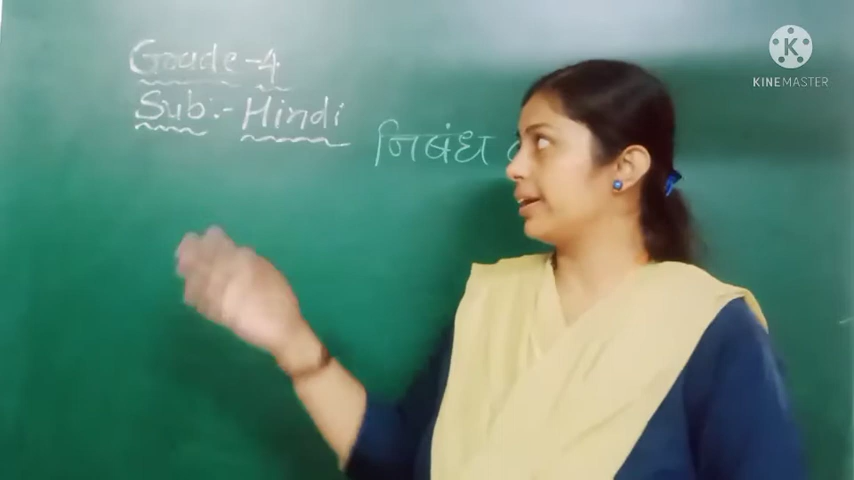 Grade-4
Sub:- Hindi
निबंध
K
KINEMASTER